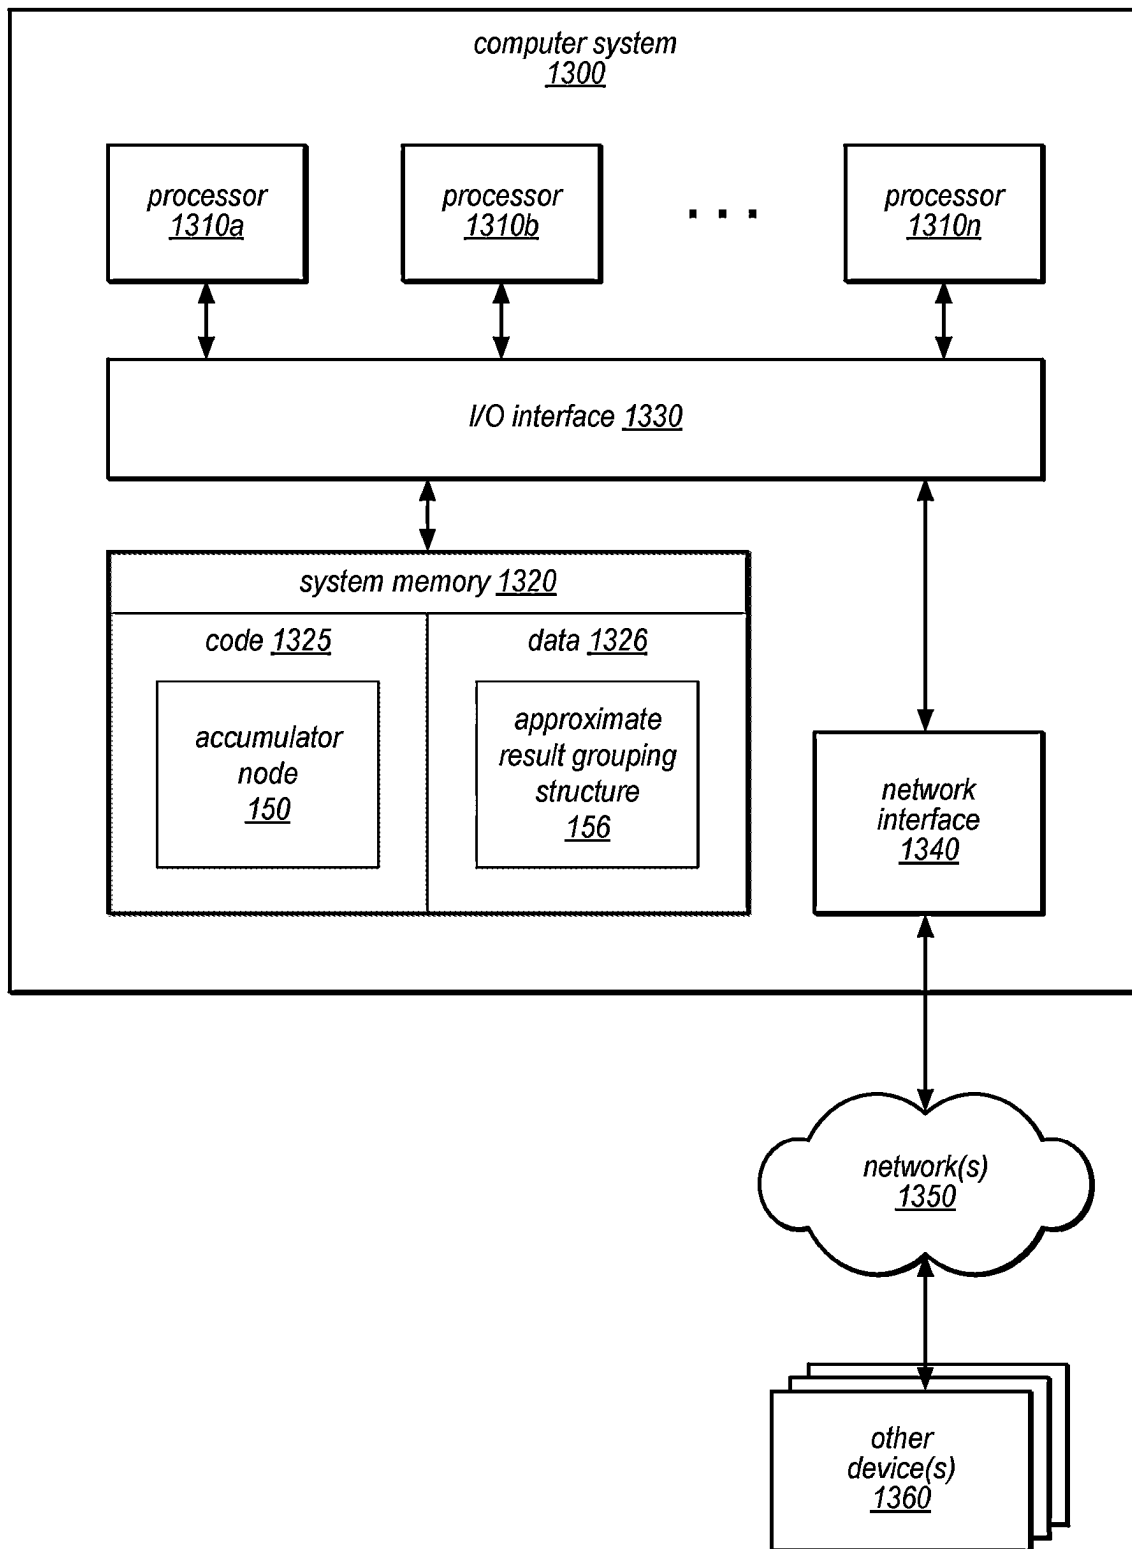 computer system
1300
processor
1310a
processor
1310b
. . .
processor
1310n
I/O interface 1330
system memory 1320
code 1325
data 1326
accumulator
node
150
approximate
result grouping
structure
156
network
interface
1340
network(s)
1350
other
device(s)
1360